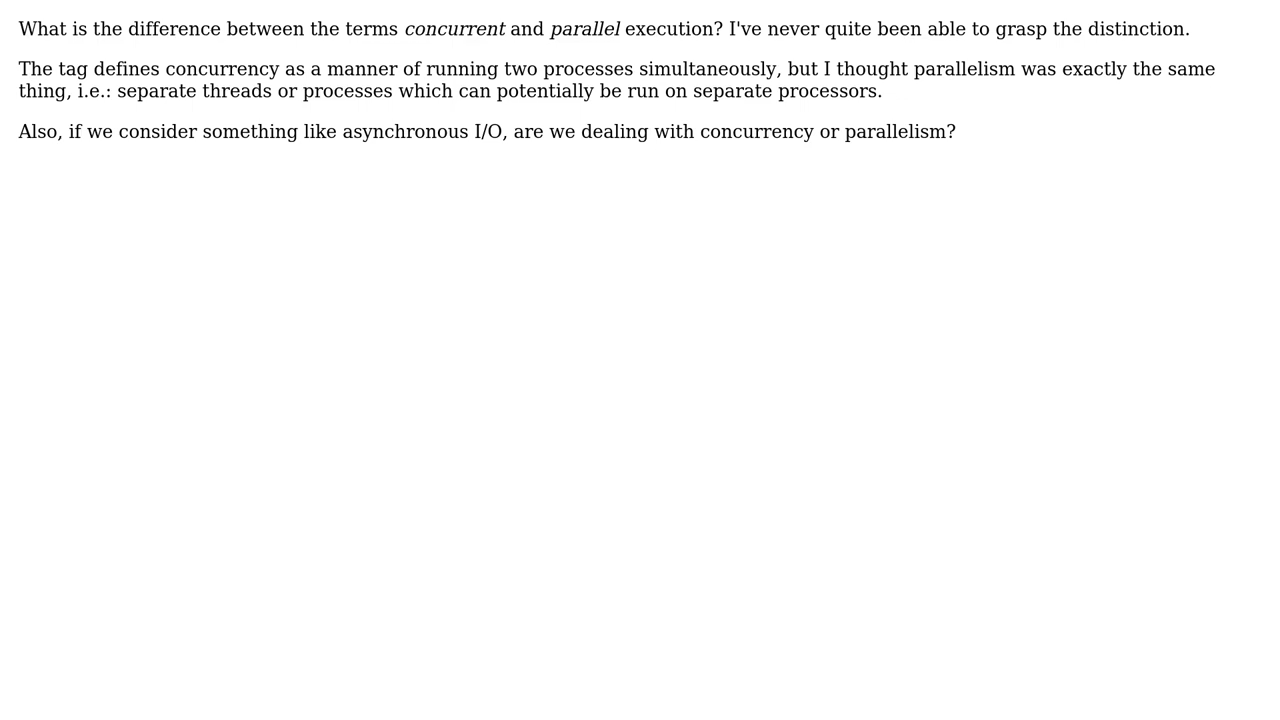 What is the difference between the terms concurrent and parallel execution? I've never quite been able to grasp the distinction.
The tag defines concurrency as a manner of running two processes simultaneously, but I thought parallelism was exactly the same
thing, i.e.: separate threads or processes which can potentially be run on separate processors.
Also, if we consider something like asynchronous I/O, are we dealing with concurrency or parallelism?